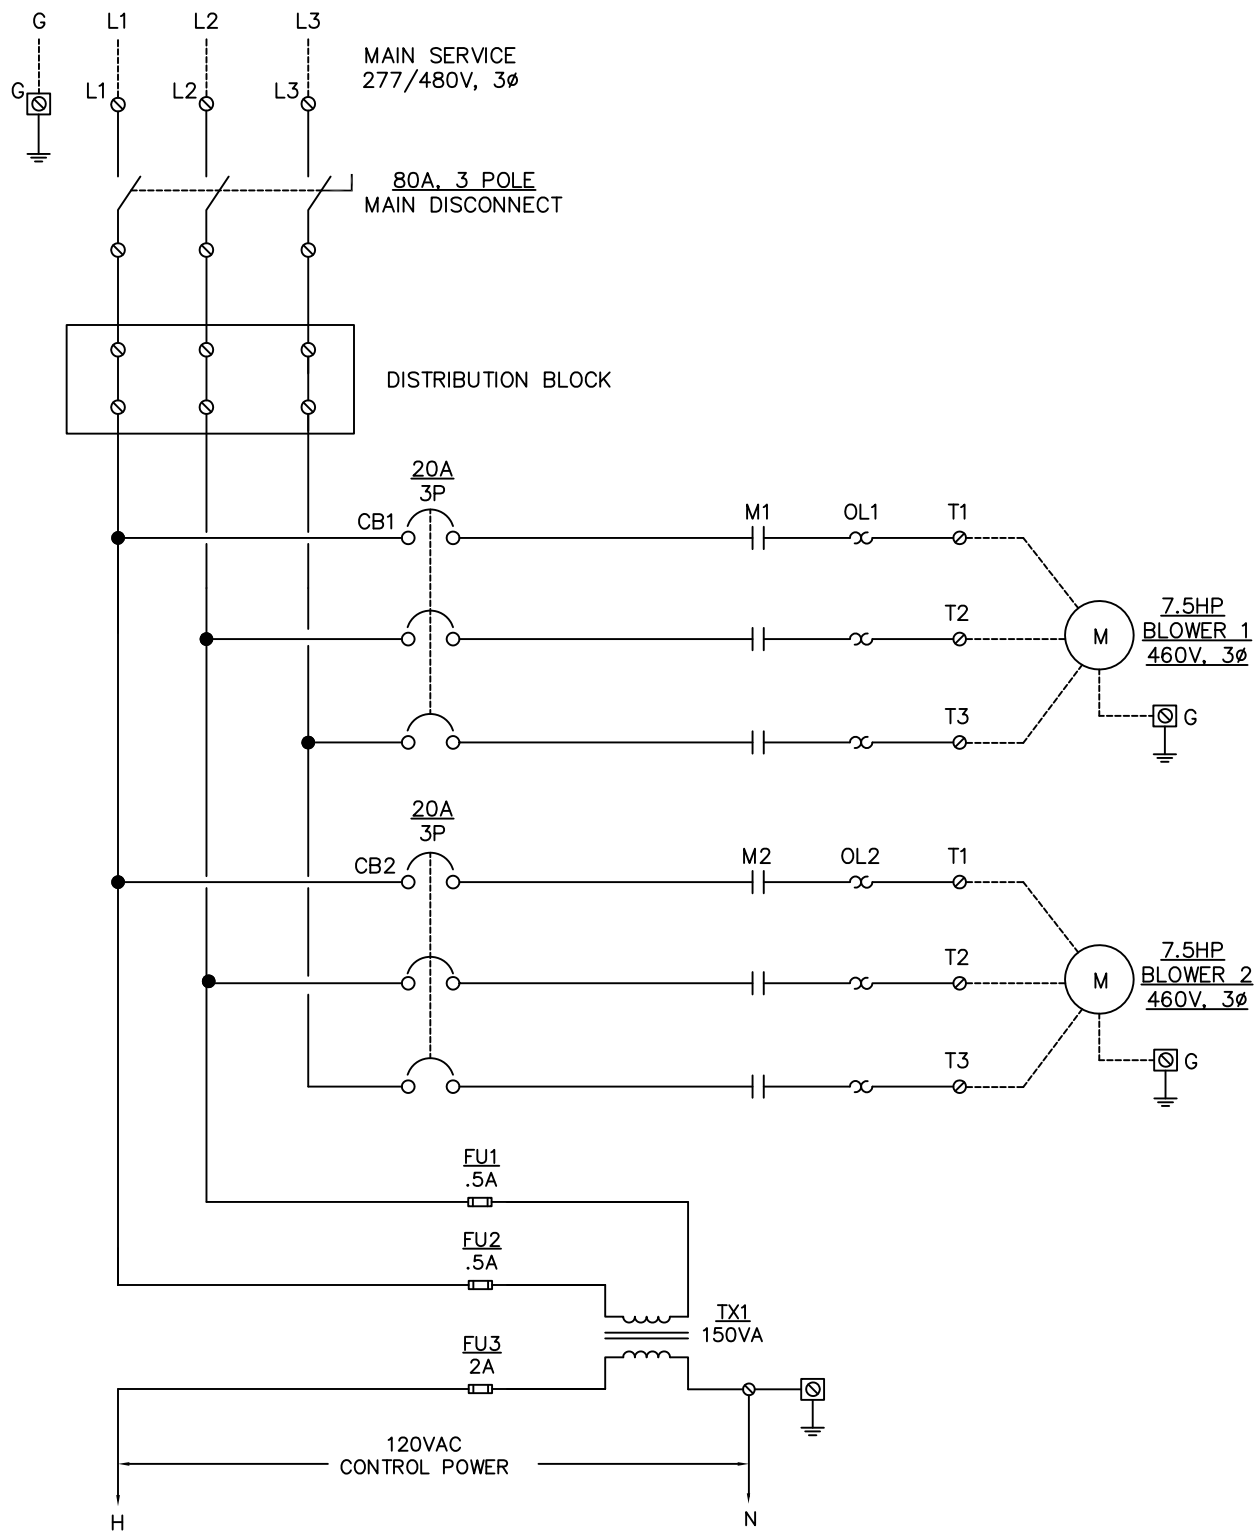 G
L1
L2
L3
MAIN SERVICE
277/480V, 3ø
G
L1
L2
L3
80A, 3 POLE
MAIN DISCONNECT
DISTRIBUTION BLOCK
20A
3P
CB1
M1
OL1
T1
T2
T3
M
7.5HP
BLOWER 1
460V, 3ø
G
20A
3P
CB2
M2
OL2
T1
T2
T3
M
7.5HP
BLOWER 2
460V, 3ø
G
FU1
.5A
FU2
.5A
TX1
150VA
FU3
2A
120VAC
CONTROL POWER
H
N